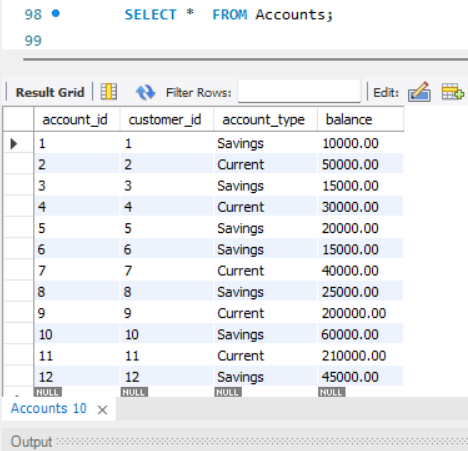 98 SELECT * FROM Accounts;
99
Result Grid Filter Rows: Edit:
account_id customer_id account_type balance
1 1 Savings 10000.00
2 2 Current 50000.00
3 3 Savings 15000.00
4 4 Current 30000.00
5 5 Savings 20000.00
6 6 Savings 15000.00
7 7 Current 40000.00
8 8 Savings 25000.00
9 9 Current 200000.00
10 10 Savings 60000.00
11 11 Current 210000.00
12 12 Savings 45000.00
NULL NULL NULL NULL
Accounts 10
Output